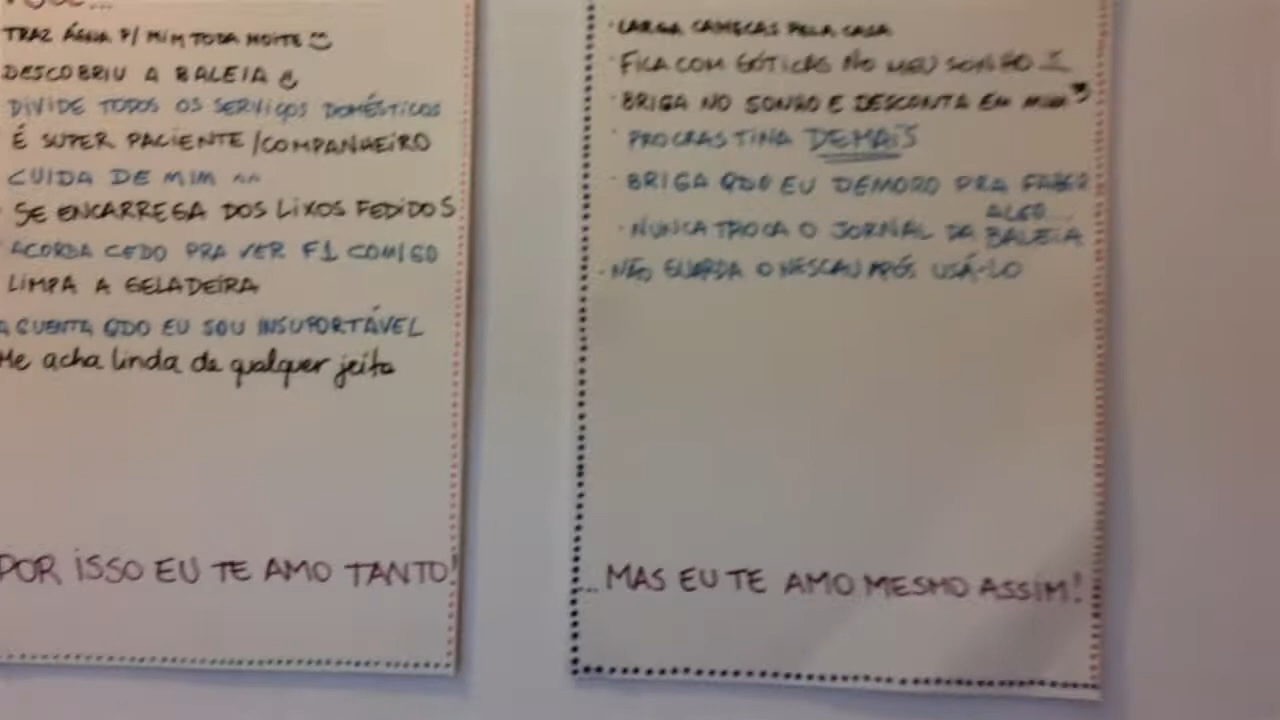 TRAZ ÁGUA P/ MIM TODA NOITE
DESCOBRIU A BALEIA
DIVIDE TODOS OS SERVIÇOS DOMÉSTICOS
É SUPER PACIENTE/COMPANHEIRO
CUIDA DE MIM ^^
SE ENCARREGA DOS LIXOS FEDIDOS
ACORDA CEDO PRA VER F1 COMIGO
LIMPA A GELADEIRA
AGUENTA QDO EU SOU INSUPORTÁVEL
Me acha linda de qualquer jeito
POR ISSO EU TE AMO TANTO!
· LARGA CANECAS PELA CASA
· FICA COM GÓTICAS NO MEU SONHO
· BRIGA NO SONHO E DESCONTA EM MIM
· PROCRASTINA DEMAIS
· BRIGA QDO EU DEMORO PRA FAZER
ALGO...
· NUNCA TROCA O JORNAL DA BALEIA
· NÃO GUARDA O NESCAU APÓS USÁ-LO
...MAS EU TE AMO MESMO ASSIM!